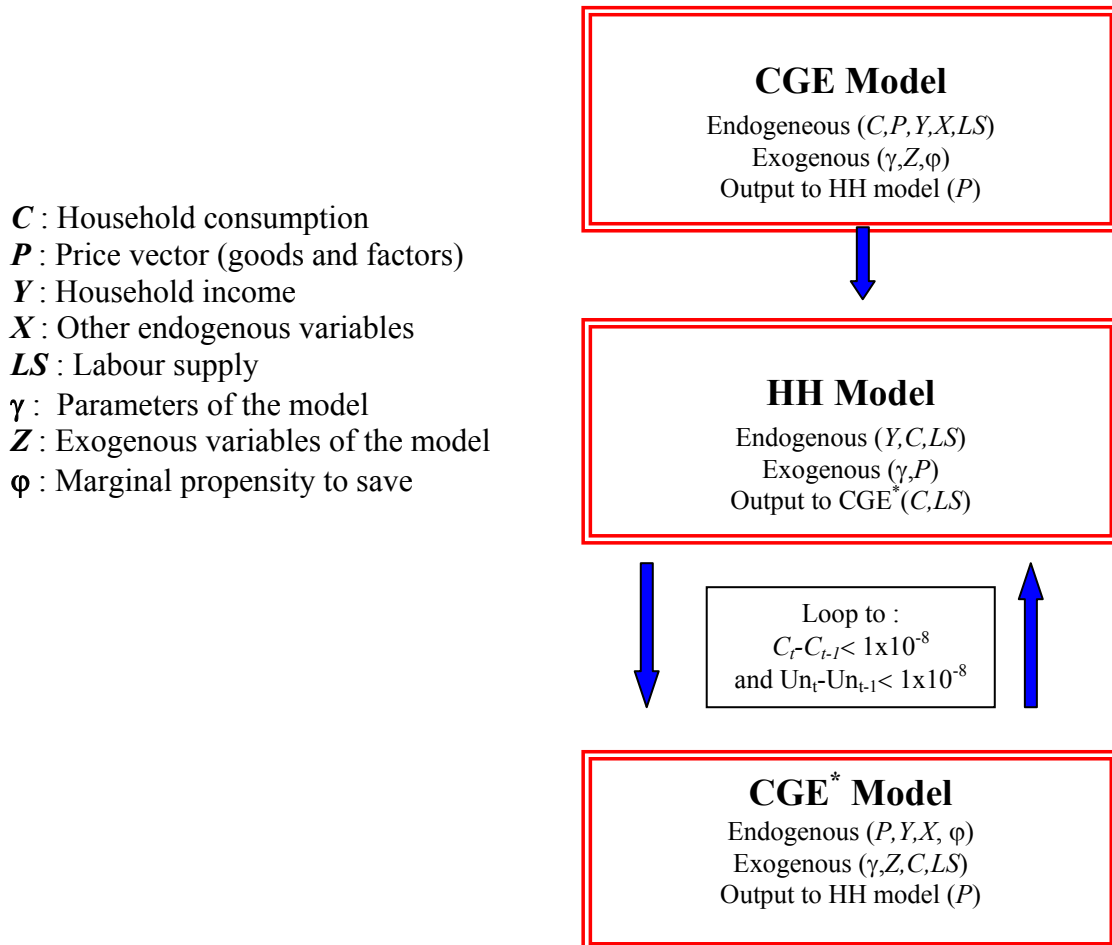 CGE Model
Endogeneous (C,P,Y,X,LS)
Exogenous (γ,Z,φ)
Output to HH model (P)
C : Household consumption
P : Price vector (goods and factors)
Y : Household income
X : Other endogenous variables
LS : Labour supply
γ : Parameters of the model
Z : Exogenous variables of the model
φ : Marginal propensity to save
HH Model
Endogenous (Y,C,LS)
Exogenous (γ,P)
Output to CGE*(C,LS)
Loop to :
Cₜ-Cₜ₋₁< 1x10⁻⁸
and Unₜ-Unₜ₋₁< 1x10⁻⁸
CGE* Model
Endogenous (P,Y,X, φ)
Exogenous (γ,Z,C,LS)
Output to HH model (P)